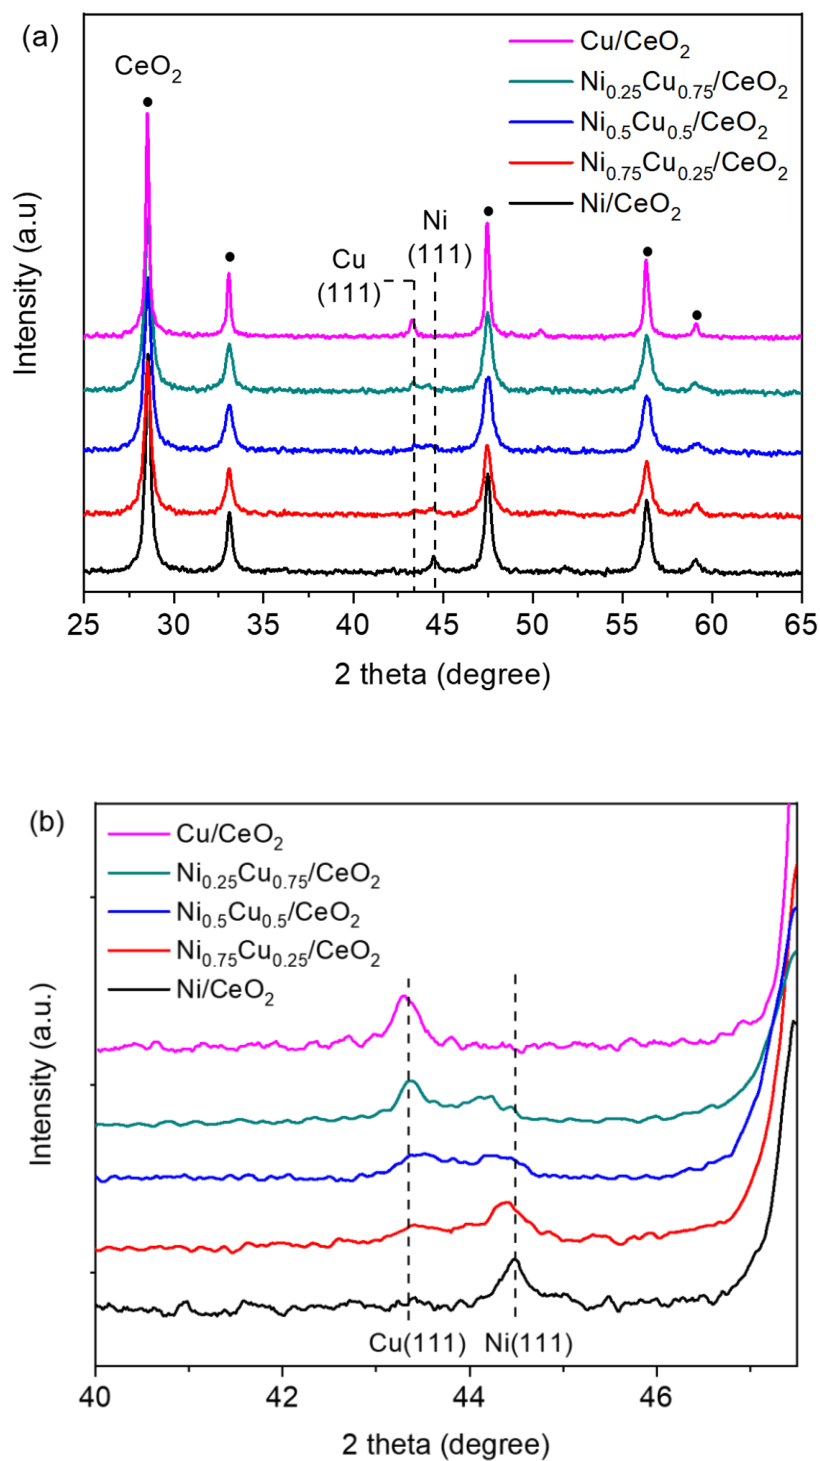 (a)
CeO₂
Cu/CeO₂
Ni₀.₂₅Cu₀.₇₅/CeO₂
Ni₀.₅Cu₀.₅/CeO₂
Ni₀.₇₅Cu₀.₂₅/CeO₂
Ni/CeO₂
Ni
(111)
Cu
(111)
Intensity (a.u)
25 30 35 40 45 50 55 60 65
2 theta (degree)
(b)
Cu/CeO₂
Ni₀.₂₅Cu₀.₇₅/CeO₂
Ni₀.₅Cu₀.₅/CeO₂
Ni₀.₇₅Cu₀.₂₅/CeO₂
Ni/CeO₂
Intensity (a.u.)
Cu(111) Ni(111)
40 42 44 46
2 theta (degree)